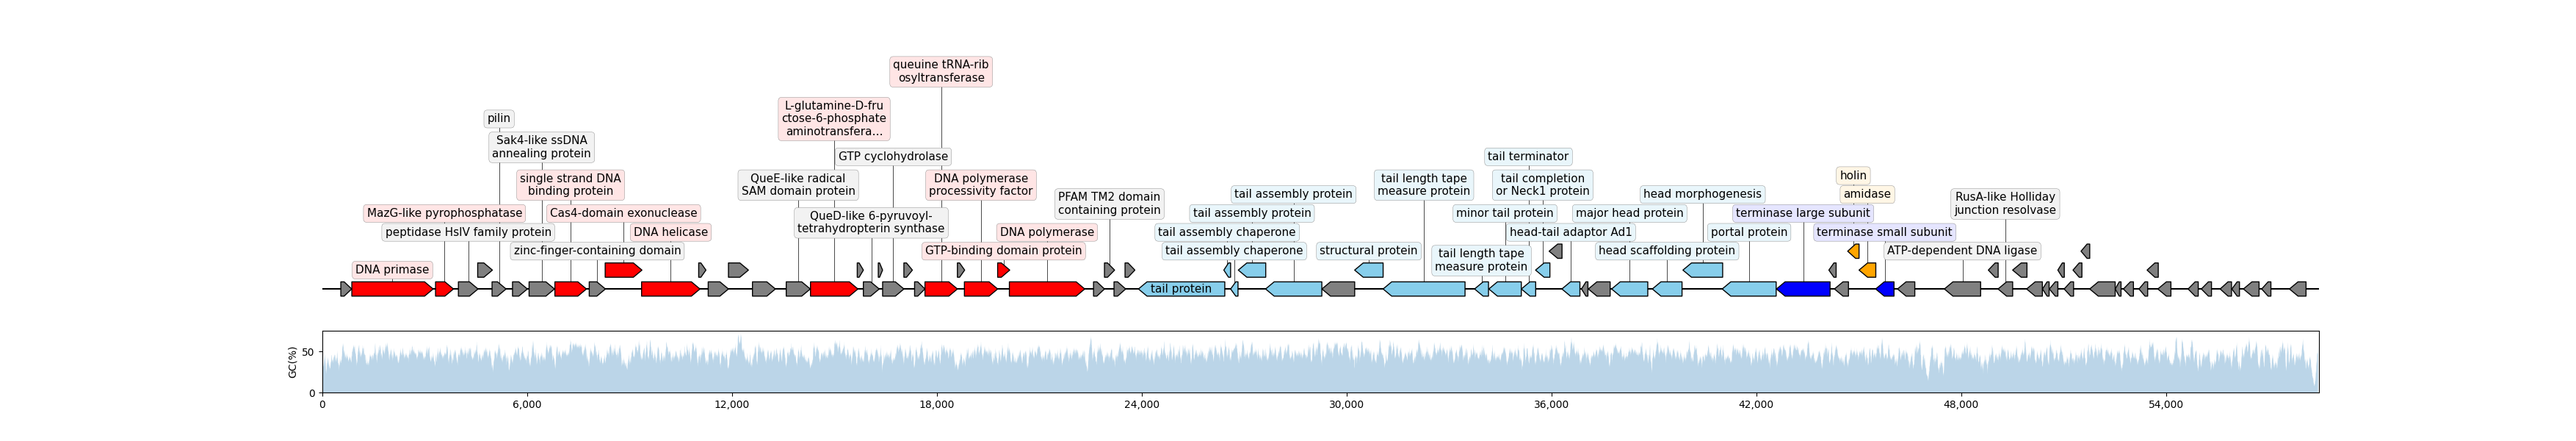 queuine tRNA-rib
osyltransferase
L-glutamine-D-fru
ctose-6-phosphate
aminotransfera...
pilin
Sak4-like ssDNA
annealing protein
GTP cyclohydrolase
tail terminator
single strand DNA
binding protein
QueE-like radical
SAM domain protein
DNA polymerase
processivity factor
PFAM TM2 domain
containing protein
tail assembly protein
tail length tape
measure protein
tail completion
or Neck1 protein
head morphogenesis
holin
amidase
RusA-like Holliday
junction resolvase
MazG-like pyrophosphatase
Cas4-domain exonuclease
QueD-like 6-pyruvoyl-
tetrahydropterin synthase
tail assembly protein
minor tail protein
major head protein
terminase large subunit
peptidase HslV family protein
DNA helicase
DNA polymerase
tail assembly chaperone
head-tail adaptor Ad1
portal protein
terminase small subunit
zinc-finger-containing domain
GTP-binding domain protein
tail assembly chaperone
structural protein
tail length tape
measure protein
head scaffolding protein
ATP-dependent DNA ligase
DNA primase
tail protein
GC(%)
50
0
0
6,000
12,000
18,000
24,000
30,000
36,000
42,000
48,000
54,000